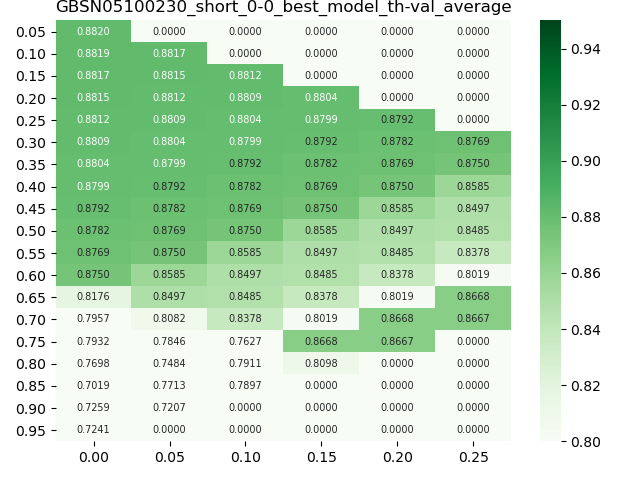 GBSN05100230_short_0-0_best_model_th-val_average
0.05 0.8820 0.0000 0.0000 0.0000 0.0000 0.0000
0.10 0.8819 0.8817 0.0000 0.0000 0.0000 0.0000
0.15 0.8817 0.8815 0.8812 0.0000 0.0000 0.0000
0.20 0.8815 0.8812 0.8809 0.8804 0.0000 0.0000
0.25 0.8812 0.8809 0.8804 0.8799 0.8792 0.0000
0.30 0.8809 0.8804 0.8799 0.8792 0.8782 0.8769
0.35 0.8804 0.8799 0.8792 0.8782 0.8769 0.8750
0.40 0.8799 0.8792 0.8782 0.8769 0.8750 0.8585
0.45 0.8792 0.8782 0.8769 0.8750 0.8585 0.8497
0.50 0.8782 0.8769 0.8750 0.8585 0.8497 0.8485
0.55 0.8769 0.8750 0.8585 0.8497 0.8485 0.8378
0.60 0.8750 0.8585 0.8497 0.8485 0.8378 0.8019
0.65 0.8176 0.8497 0.8485 0.8378 0.8019 0.8668
0.70 0.7957 0.8082 0.8378 0.8019 0.8668 0.8667
0.75 0.7932 0.7846 0.7627 0.8668 0.8667 0.0000
0.80 0.7698 0.7484 0.7911 0.8098 0.0000 0.0000
0.85 0.7019 0.7713 0.7897 0.0000 0.0000 0.0000
0.90 0.7259 0.7207 0.0000 0.0000 0.0000 0.0000
0.95 0.7241 0.0000 0.0000 0.0000 0.0000 0.0000
0.00 0.05 0.10 0.15 0.20 0.25
0.94
0.92
0.90
0.88
0.86
0.84
0.82
0.80